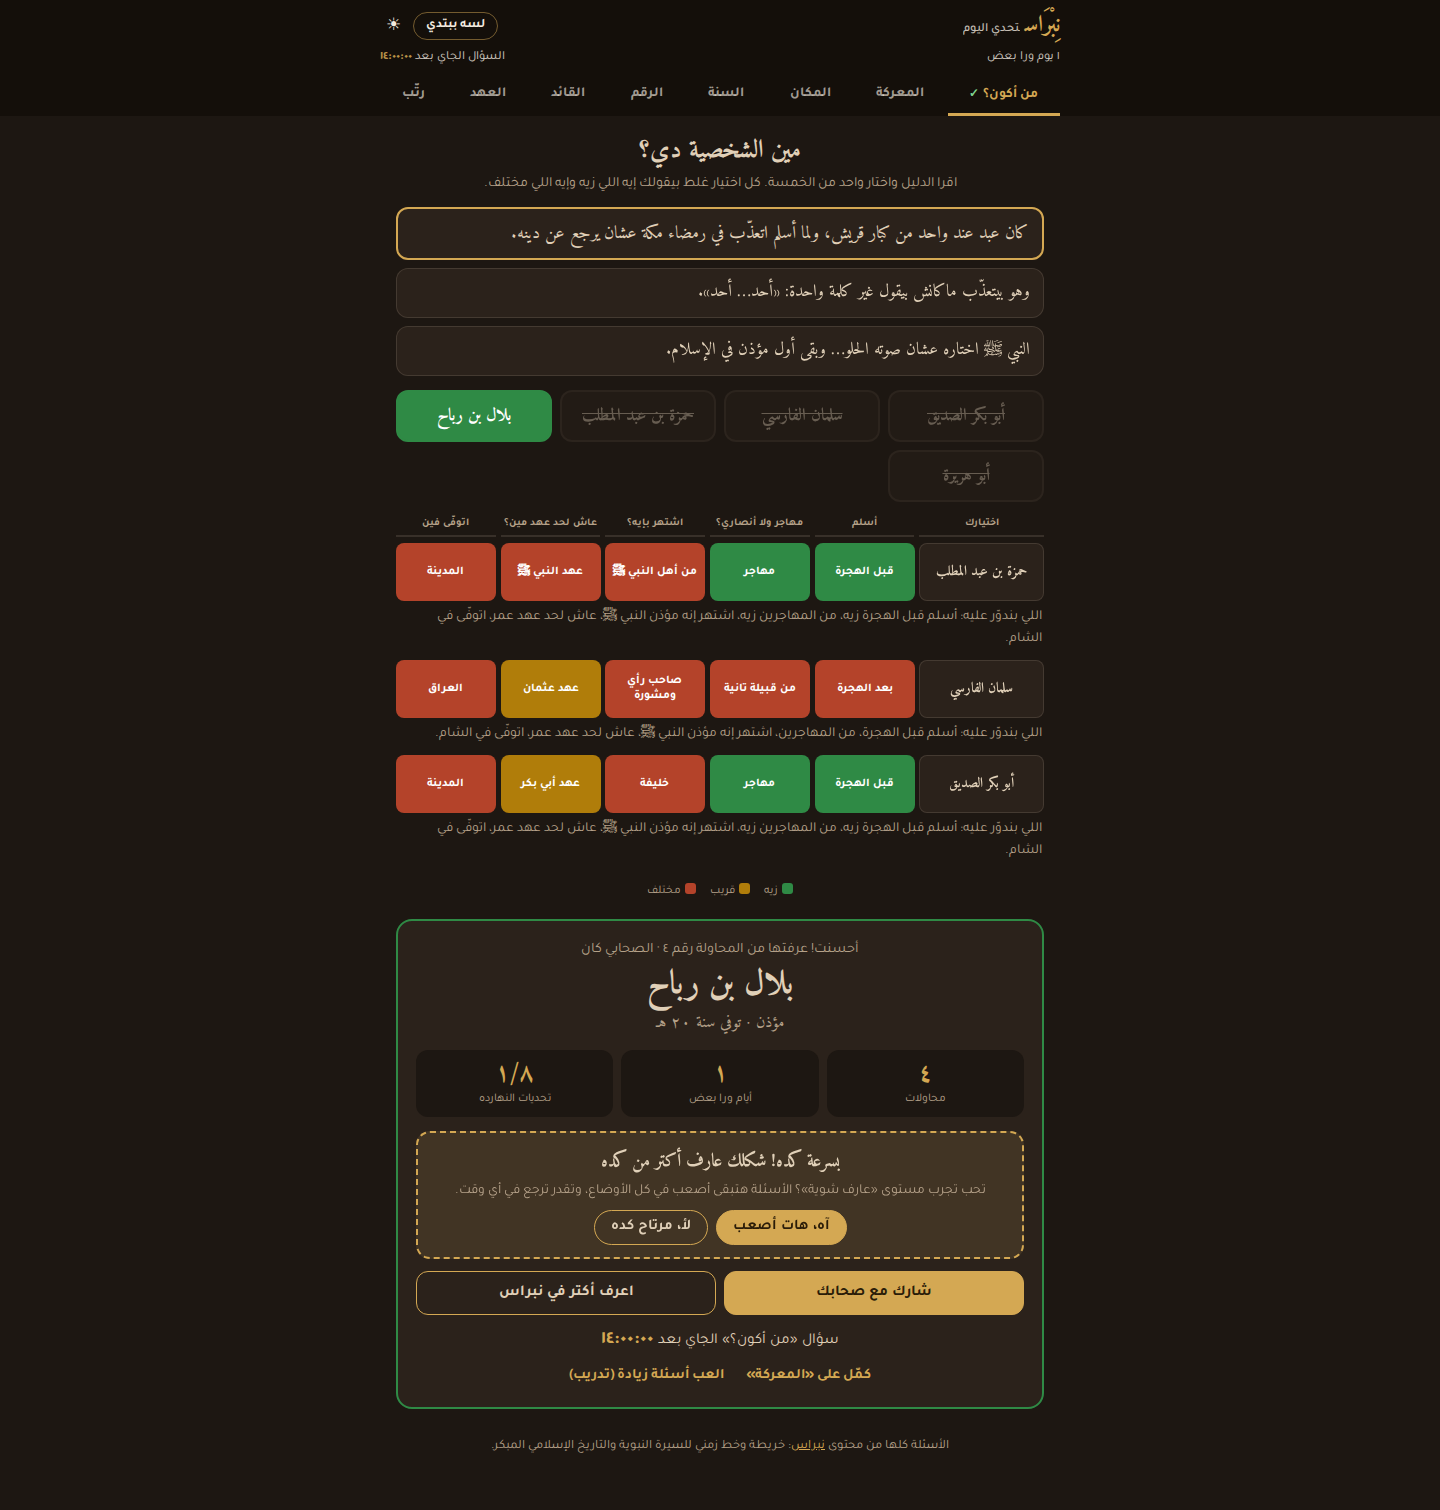 نِبْرَاس تحدي اليوم
لسه ببتدي ☀
١ يوم ورا بعض
السؤال الجاي بعد ١٤:٠٠:٠٠
من أكون؟ ✓ المعركة المكان السنة الرقم القائد العهد رتّب
مين الشخصية دي؟
اقرا الدليل واختار واحد من الخمسة. كل اختيار غلط بيقولك إيه اللي زيه وإيه اللي مختلف.
كان عبد عند واحد من كبار قريش، ولما أسلم اتعذّب في رمضاء مكة عشان يرجع عن دينه.
وهو بيتعذّب ماكانش بيقول غير كلمة واحدة: «أحد… أحد».
النبي ﷺ اختاره عشان صوته الحلو… وبقى أول مؤذن في الإسلام.
أبو بكر الصديق سلمان الفارسي حمزة بن عبد المطلب بلال بن رباح
أبو هريرة
اختيارك أسلم مهاجر ولا أنصاري؟ اشتهر بإيه؟ عاش لحد عهد مين؟ اتوفّى فين
حمزة بن عبد المطلب قبل الهجرة مهاجر من أهل النبي ﷺ عهد النبي ﷺ المدينة
اللي بندوّر عليه: أسلم قبل الهجرة زيه، من المهاجرين زيه، اشتهر إنه مؤذن النبي ﷺ، عاش لحد عهد عمر، اتوفّى في
الشام.
سلمان الفارسي بعد الهجرة من قبيلة تانية صاحب رأي ومشورة عهد عثمان العراق
اللي بندوّر عليه: أسلم قبل الهجرة، من المهاجرين، اشتهر إنه مؤذن النبي ﷺ، عاش لحد عهد عمر، اتوفّى في الشام.
أبو بكر الصديق قبل الهجرة مهاجر خليفة عهد أبي بكر المدينة
اللي بندوّر عليه: أسلم قبل الهجرة زيه، من المهاجرين زيه، اشتهر إنه مؤذن النبي ﷺ، عاش لحد عهد عمر، اتوفّى في
الشام.
زيه قريب مختلف
أحسنت! عرفتها من المحاولة رقم ٤ · الصحابي كان
بلال بن رباح
مؤذن · توفي سنة ٢٠ هـ
٤ ١ ١/٨
محاولات أيام ورا بعض تحديات النهارده
بسرعة كده! شكلك عارف أكتر من كده
تحب تجرب مستوى «عارف شوية»؟ الأسئلة هتبقى أصعب في كل الأوضاع، وتقدر ترجع في أي وقت.
آه، هات أصعب لأ، مرتاح كده
شارك مع صحابك اعرف أكتر في نبراس
سؤال «من أكون؟» الجاي بعد ١٤:٠٠:٠٠
كمّل على «المعركة» العب أسئلة زيادة (تدريب)
الأسئلة كلها من محتوى نبراس: خريطة وخط زمني للسيرة النبوية والتاريخ الإسلامي المبكر.